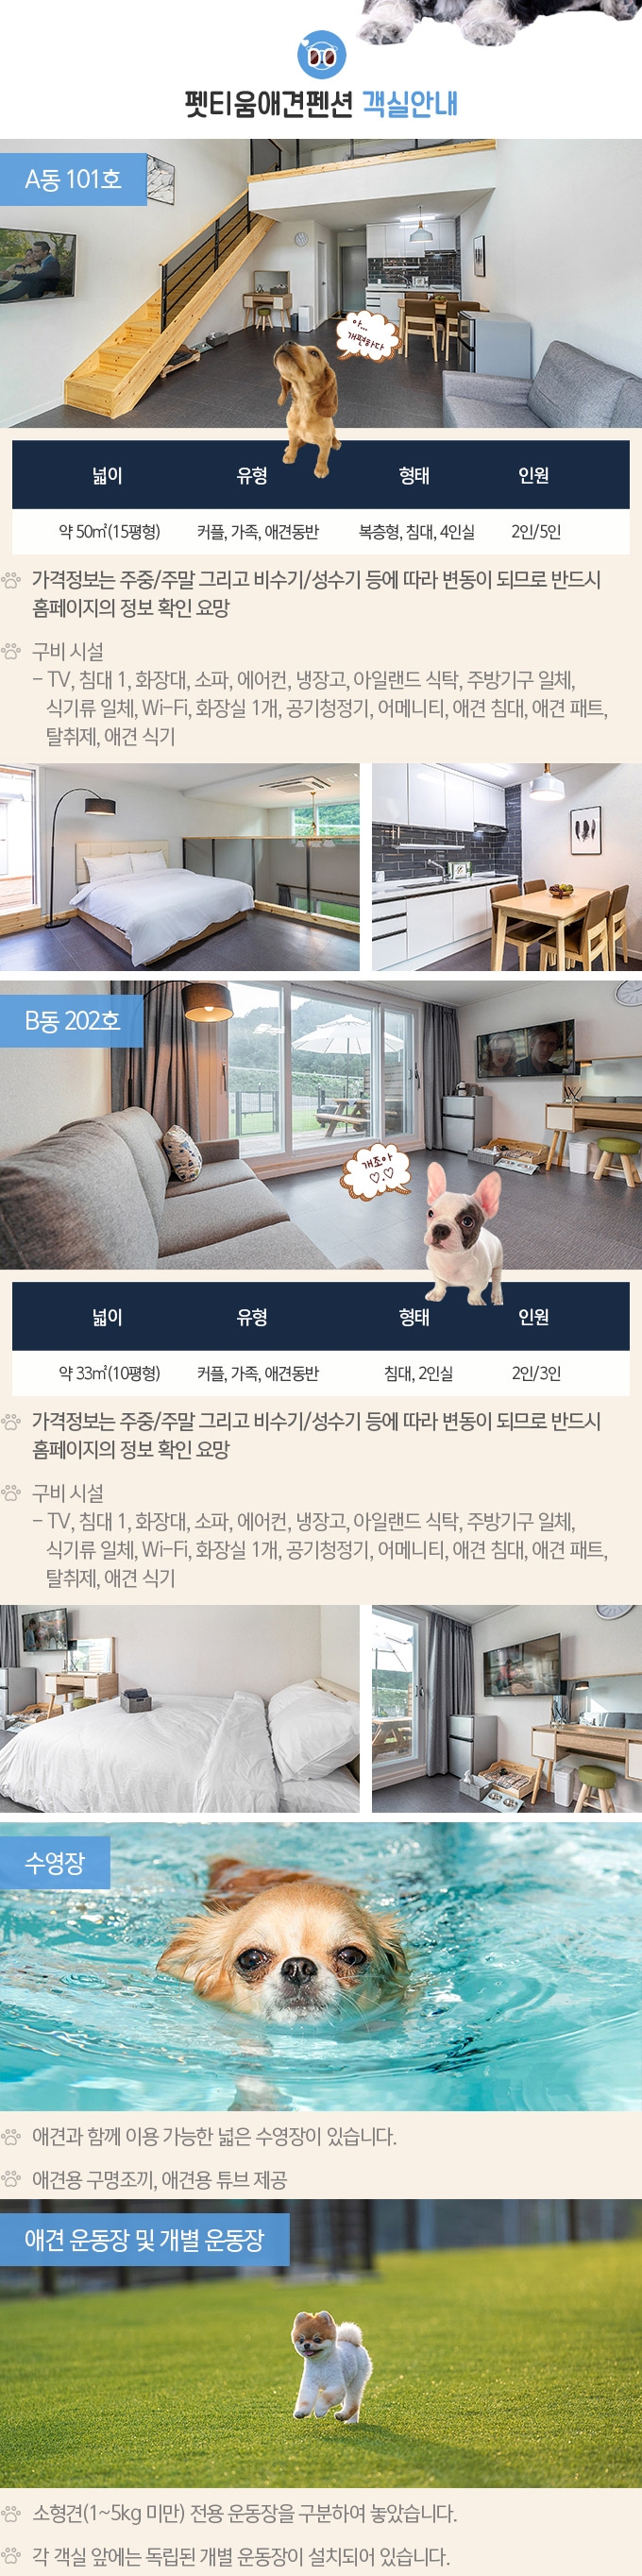 펫티움애견펜션 객실안내
A동 101호
아...
개편하다
넓이 유형 형태 인원
약 50㎡(15평형) 커플, 가족, 애견동반 복층형, 침대, 4인실 2인/5인
가격정보는 주중/주말 그리고 비수기/성수기 등에 따라 변동이 되므로 반드시
홈페이지의 정보 확인 요망
구비 시설
- TV, 침대 1, 화장대, 소파, 에어컨, 냉장고, 아일랜드 식탁, 주방기구 일체,
식기류 일체, Wi-Fi, 화장실 1개, 공기청정기, 어메니티, 애견 침대, 애견 패트,
탈취제, 애견 식기
B동 202호
개조아
넓이 유형 형태 인원
약 33㎡(10평형) 커플, 가족, 애견동반 침대, 2인실 2인/3인
가격정보는 주중/주말 그리고 비수기/성수기 등에 따라 변동이 되므로 반드시
홈페이지의 정보 확인 요망
구비 시설
- TV, 침대 1, 화장대, 소파, 에어컨, 냉장고, 아일랜드 식탁, 주방기구 일체,
식기류 일체, Wi-Fi, 화장실 1개, 공기청정기, 어메니티, 애견 침대, 애견 패트,
탈취제, 애견 식기
수영장
애견과 함께 이용 가능한 넓은 수영장이 있습니다.
애견용 구명조끼, 애견용 튜브 제공
애견 운동장 및 개별 운동장
소형견(1~5kg 미만) 전용 운동장을 구분하여 놓았습니다.
각 객실 앞에는 독립된 개별 운동장이 설치되어 있습니다.